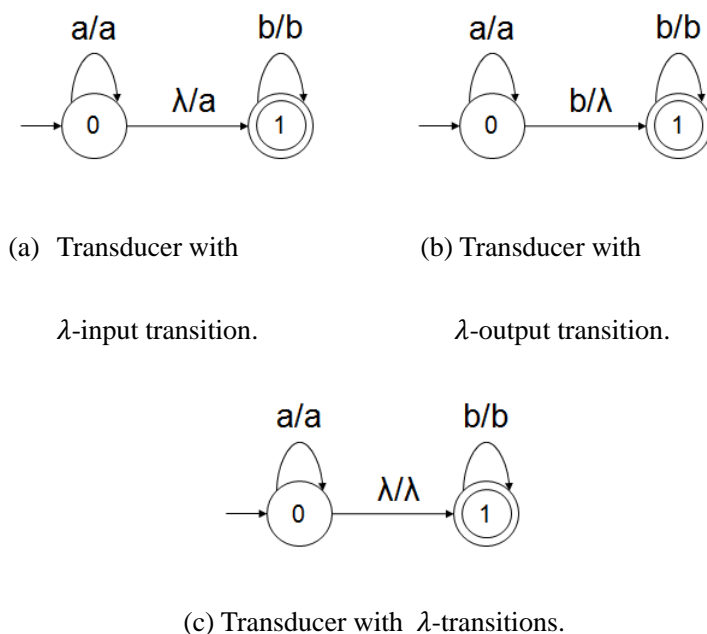 a/a b/b a/a b/b
λ/a b/λ
0 1 0 1
(a) Transducer with (b) Transducer with
λ-input transition. λ-output transition.
a/a b/b
λ/λ
0 1
(c) Transducer with λ-transitions.